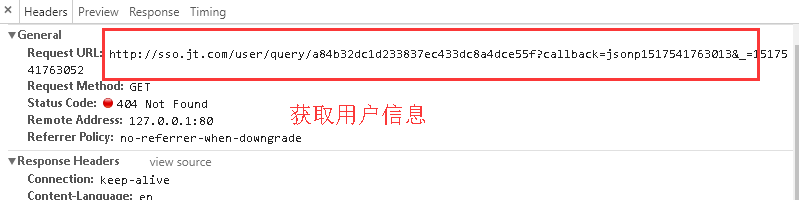 × Headers Preview Response Timing
▼General
Request URL: http://sso.jt.com/user/query/a84b32dc1d233837ec433dc8a4dce55f?callback=jsonp1517541763013&_=15175
41763052
Request Method: GET
Status Code: 404 Not Found
Remote Address: 127.0.0.1:80
Referrer Policy: no-referrer-when-downgrade
获取用户信息
▼Response Headers view source
Connection: keep-alive
Content-Language: en